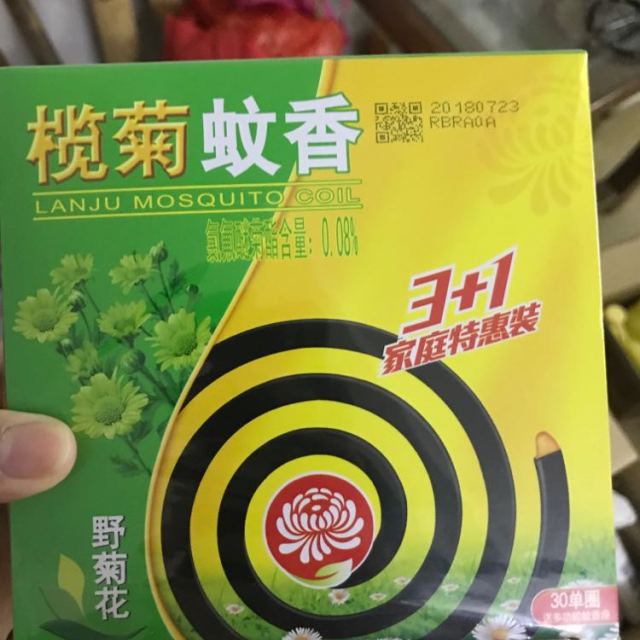 榄菊蚊香
20180723
RBRA0A
LANJU MOSQUITO COIL
氯氟醚菊酯含量：0.08%
3+1
家庭特惠装
野菊花
30单圈